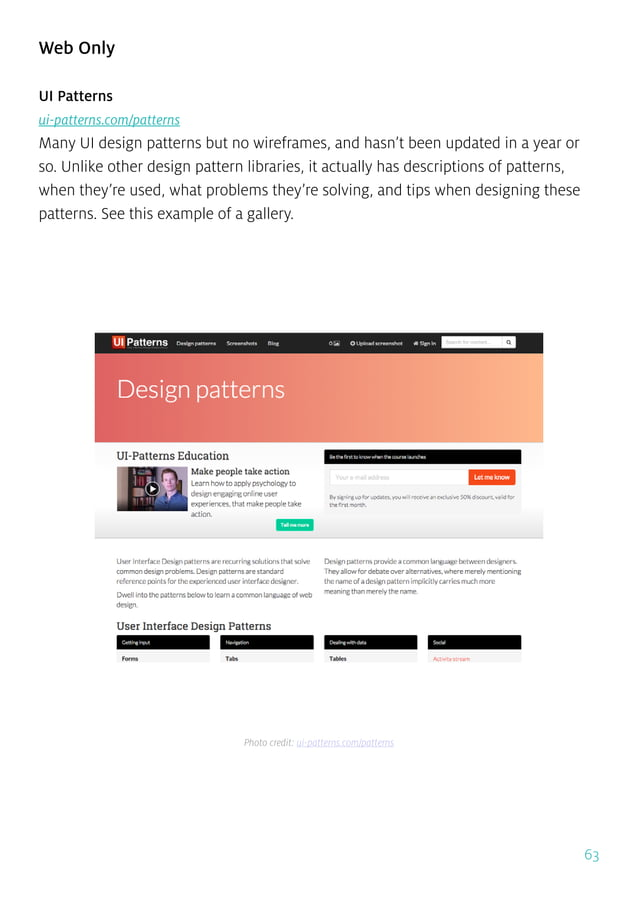 Web Only
UI Patterns
ui-patterns.com/patterns
Many UI design patterns but no wireframes, and hasn't been updated in a year or
so. Unlike other design pattern libraries, it actually has descriptions of patterns,
when they're used, what problems they're solving, and tips when designing these
patterns. See this example of a gallery.
UI Patterns Design patterns Screenshots Blog 0 Upload screenshot Sign in
Design patterns
UI-Patterns Education
Make people take action
Learn how to apply psychology to
design engaging online user
experiences, that make people take
action.
Tell me more
Be the first to know when the course launches
Your e-mail address Let me know
By signing up for updates, you will receive an exclusive 50% discount, valid for
the first month.
User Interface Design patterns are recurring solutions that solve
common design problems. Design patterns are standard
reference points for the experienced user interface designer.
Dwell into the patterns below to learn a common language of web
design.
Design patterns provide a common language between designers.
They allow for debate over alternatives, where merely mentioning
the name of a design pattern implicitly carries much more
meaning than merely the name.
User Interface Design Patterns
Getting input Navigation Dealing with data Social
Forms Tabs Tables Activity stream
Photo credit: ui-patterns.com/patterns
63